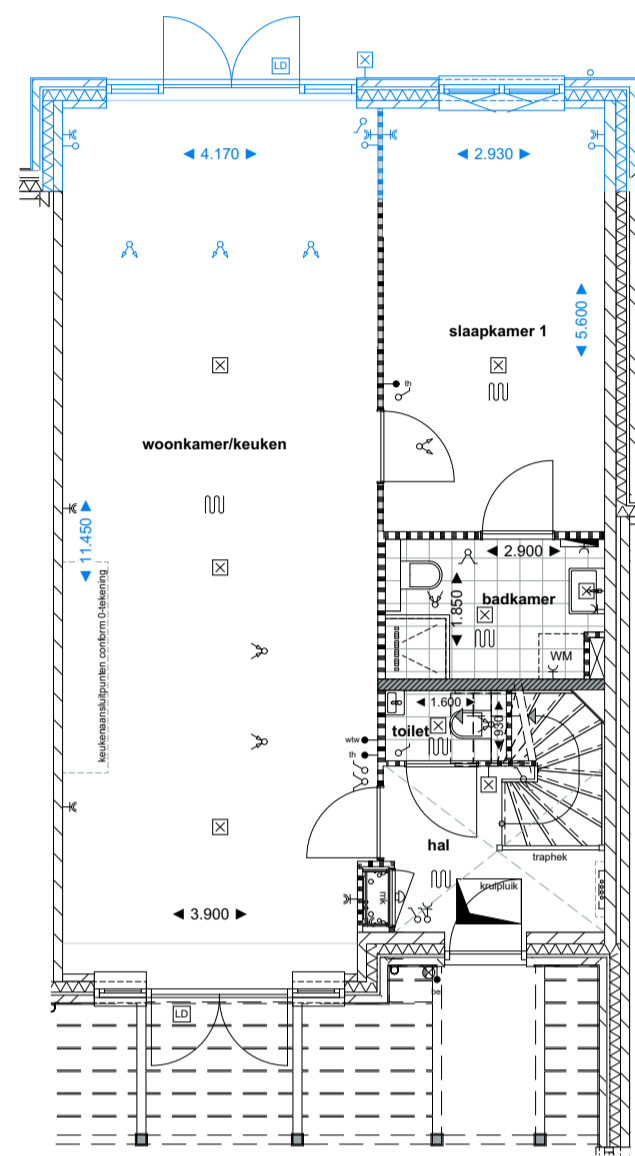 LD
4.170
2.930
5.600
slaapkamer 1
th
woonkamer/keuken
11.450
2.900
1.850
badkamer
keukenaansluitpunten conform 0-tekening
WM
1.600
930
toilet
wtw
th
hal
traphek
mk
kruipluik
3.900
LD